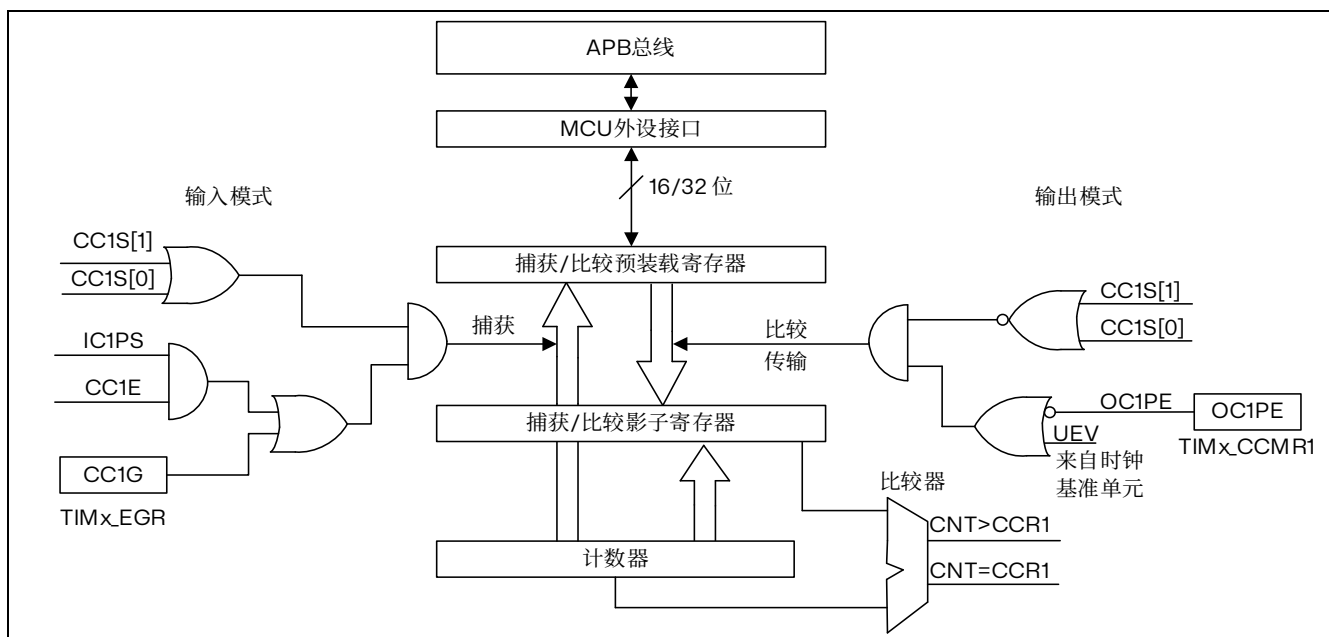 APB总线
MCU外设接口
16/32 位
输入模式
输出模式
CC1S[1]
CC1S[0]
捕获/比较预装载寄存器
CC1S[1]
CC1S[0]
IC1PS
CC1E
捕获
比较
传输
捕获/比较影子寄存器
OC1PE
OC1PE
UEV
TIMx_CCMR1
来自时钟
基准单元
CC1G
TIMx_EGR
比较器
CNT>CCR1
计数器
CNT=CCR1